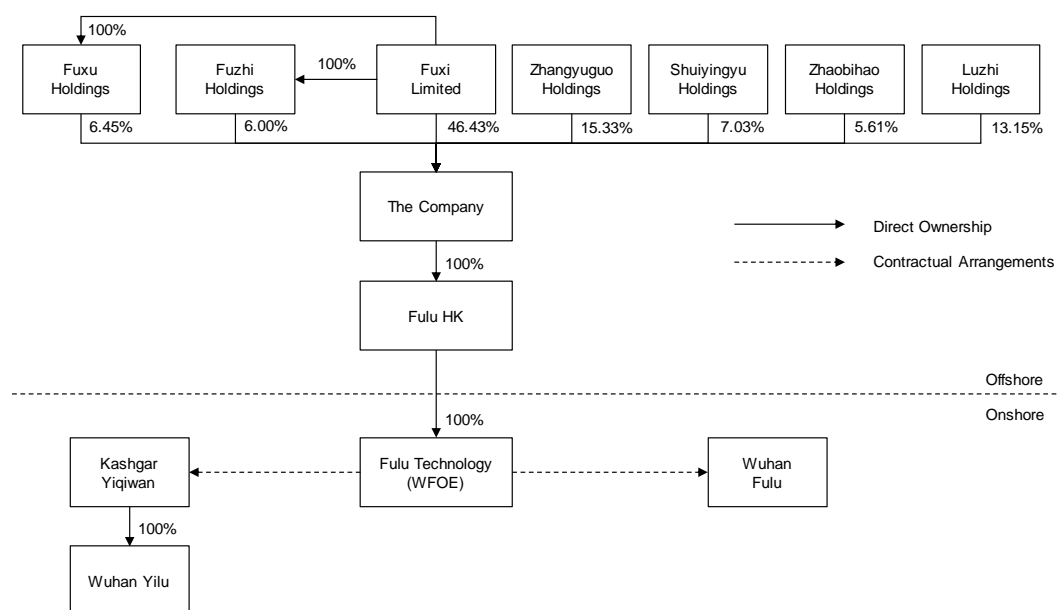 100%
Fuxu
Holdings
Fuzhi
Holdings
100%
Fuxi
Limited
Zhangyuguo
Holdings
Shuiyingyu
Holdings
Zhaobihao
Holdings
Luzhi
Holdings
6.45%
6.00%
46.43%
15.33%
7.03%
5.61%
13.15%
The Company
Direct Ownership
100%
Contractual Arrangements
Fulu HK
Offshore
100%
Onshore
Kashgar
Yiqiwan
Fulu Technology
(WFOE)
Wuhan
Fulu
100%
Wuhan Yilu